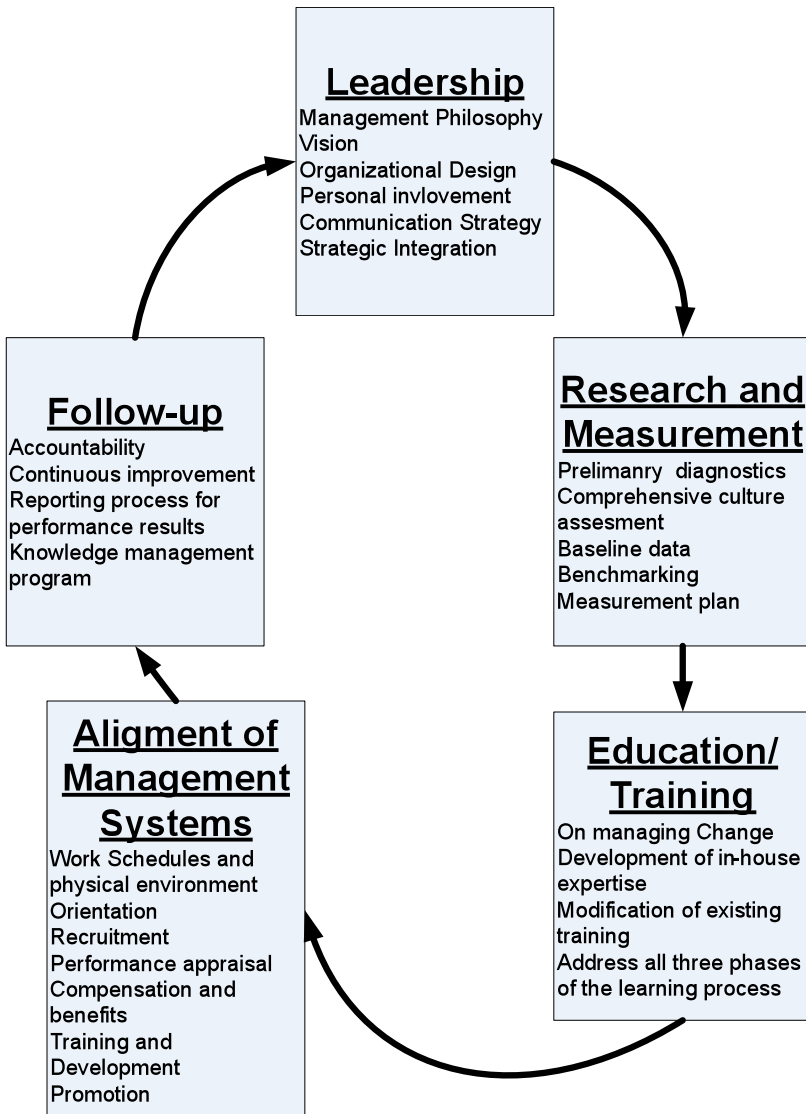 Leadership
Management Philosophy
Vision
Organizational Design
Personal invlovement
Communication Strategy
Strategic Integration
Research and
Measurement
Prelimanry diagnostics
Comprehensive culture
assesment
Baseline data
Benchmarking
Measurement plan
Education/
Training
On managing Change
Development of in-house
expertise
Modification of existing
training
Address all three phases
of the learning process
Aligment of
Management
Systems
Work Schedules and
physical environment
Orientation
Recruitment
Performance appraisal
Compensation and
benefits
Training and
Development
Promotion
Follow-up
Accountability
Continuous improvement
Reporting process for
performance results
Knowledge management
program